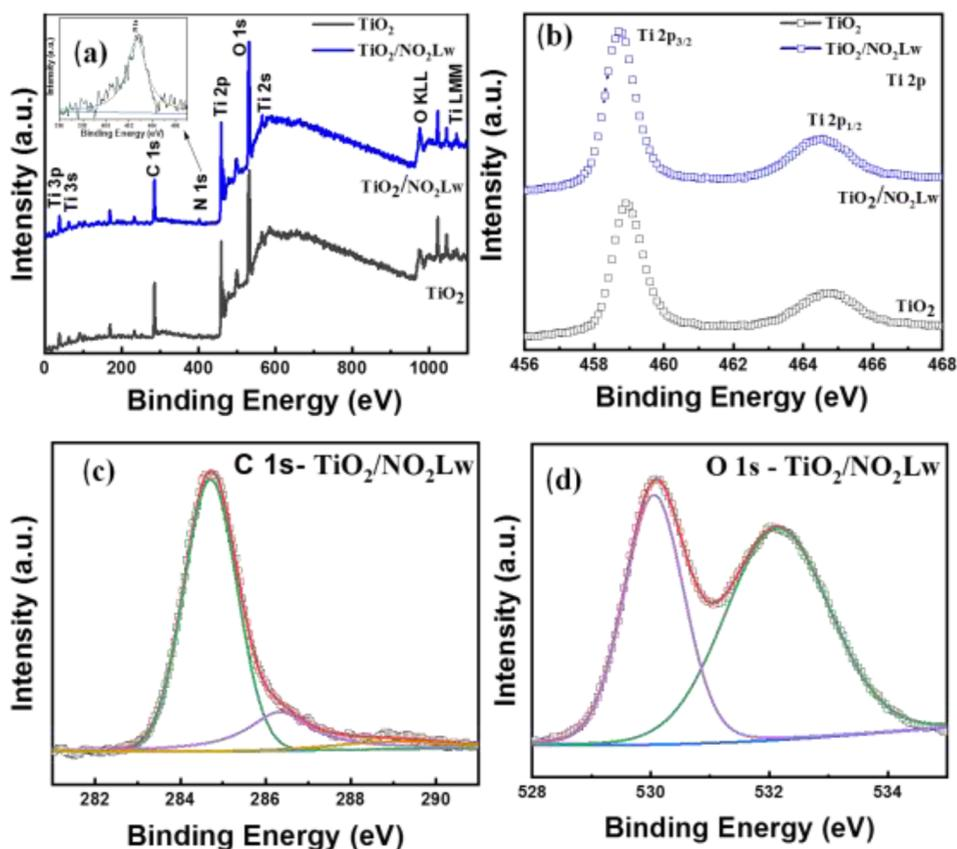 (a)
TiO2
TiO2/NO2Lw
Intensity (a.u.)
Binding Energy (eV)
Ti 3p
Ti 3s
C 1s
N 1s
Ti 2p
O 1s
Ti 2s
O KLL
Ti LMM
TiO2/NO2Lw
TiO2
Intensity (a.u.)
0 200 400 600 800 1000
Binding Energy (eV)
(b)
Ti 2p3/2
TiO2
TiO2/NO2Lw
Ti 2p
Ti 2p1/2
TiO2/NO2Lw
TiO2
Intensity (a.u.)
456 458 460 462 464 466 468
Binding Energy (eV)
(c)
C 1s- TiO2/NO2Lw
Intensity (a.u.)
282 284 286 288 290
Binding Energy (eV)
(d)
O 1s - TiO2/NO2Lw
Intensity (a.u.)
528 530 532 534
Binding Energy (eV)